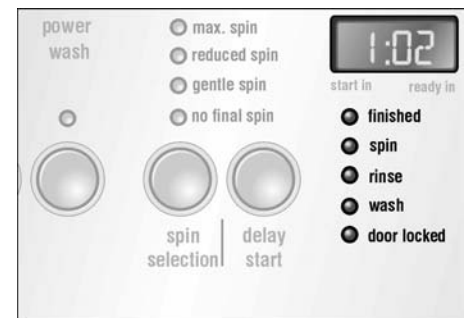 power
wash
max. spin
reduced spin
gentle spin
no final spin
spin
selection
delay
start
1:02
start in
ready in
finished
spin
rinse
wash
door locked